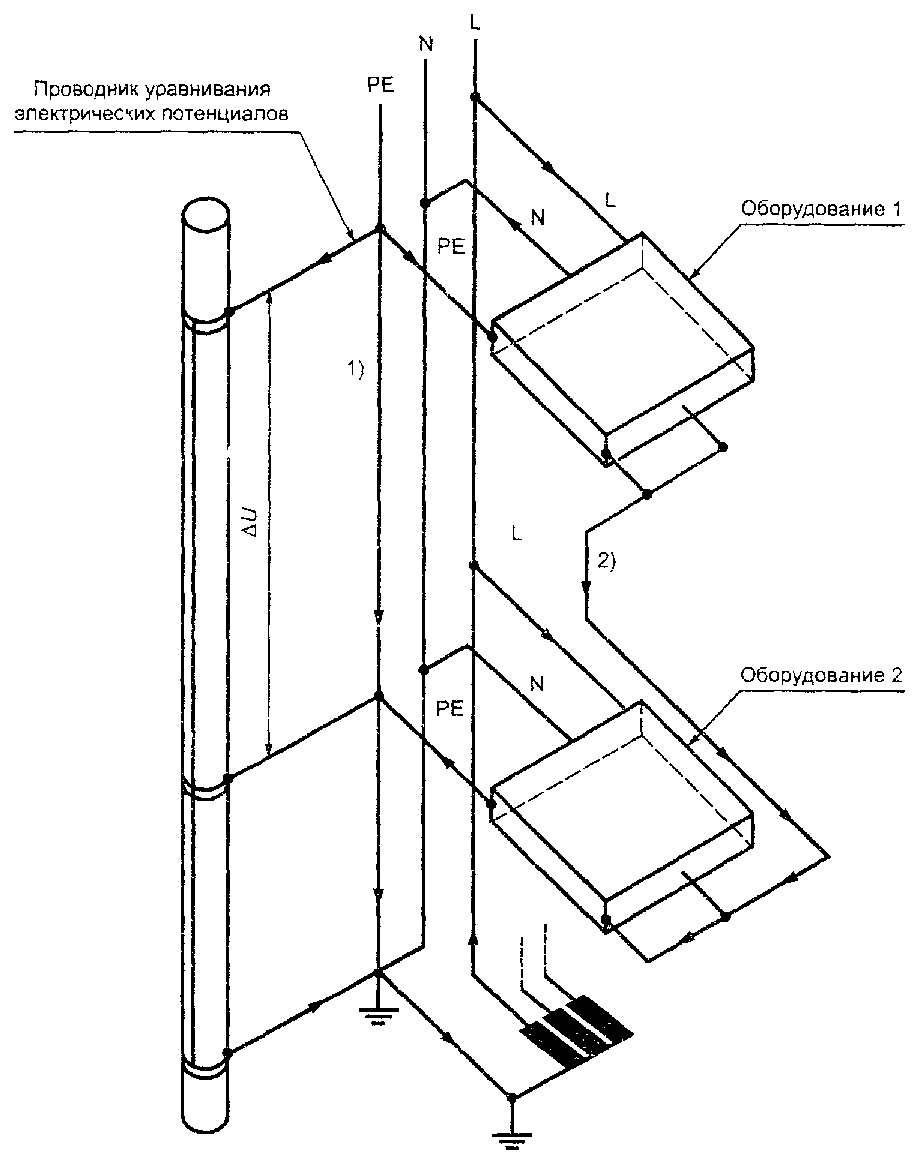 L
N
PE
Проводник уравнивания
электрических потенциалов
L
N
Оборудование 1
PE
1)
ΔU
L
2)
N
Оборудование 2
PE